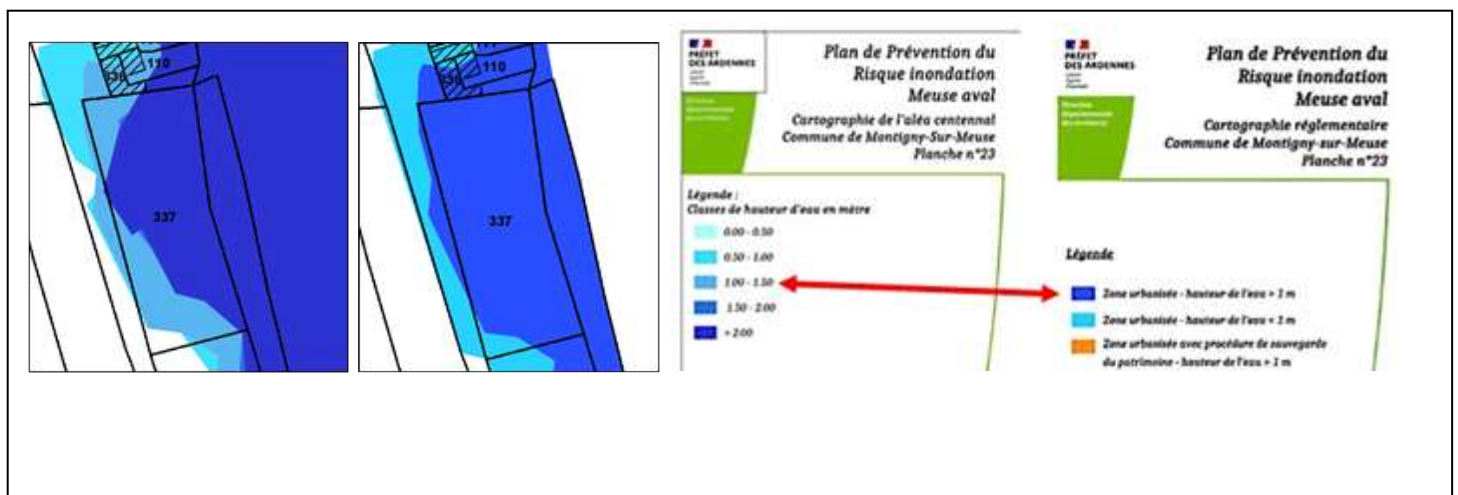 110
337
110
337
PRÉFET
DES ARDENNES
Plan de Prévention du
Risque inondation
Meuse aval
Cartographie de l'aléa centennal
Commune de Montigny-Sur-Meuse
Planche n°23
Légende :
Classes de hauteur d'eau en mètre
0.00 - 0.50
0.50 - 1.00
1.00 - 1.50
1.50 - 2.00
+ 2.00
PRÉFET
DES ARDENNES
Plan de Prévention du
Risque inondation
Meuse aval
Cartographie réglementaire
Commune de Montigny-sur-Meuse
Planche n°23
Légende
Zone urbanisée - hauteur de l'eau > 1 m
Zone urbanisée - hauteur de l'eau < 1 m
Zone urbanisée avec procédure de sauvegarde
du patrimoine - hauteur de l'eau > 1 m